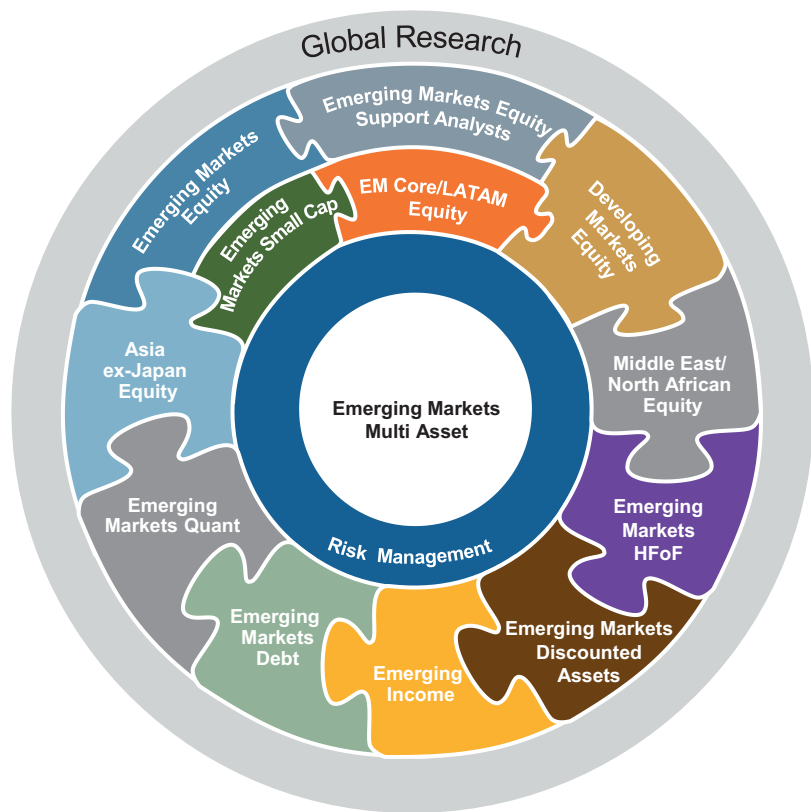 Global Research
Emerging Markets Equity
Support Analysts
Emerging Markets
Equity
Emerging
Markets Small Cap
EM Core/LATAM
Equity
Developing
Markets
Equity
Asia
ex-Japan
Equity
Middle East/
North African
Equity
Emerging Markets
Multi Asset
Emerging
Markets Quant
Emerging
Markets
HFoF
Risk Management
Emerging
Markets
Debt
Emerging
Income
Emerging Markets
Discounted
Assets